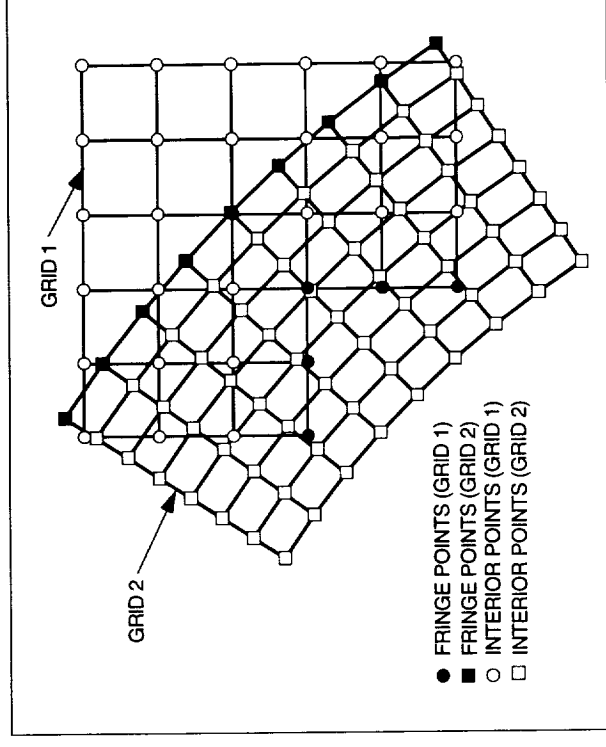 GRID 1
GRID 2
● FRINGE POINTS (GRID 1)
■ FRINGE POINTS (GRID 2)
○ INTERIOR POINTS (GRID 1)
□ INTERIOR POINTS (GRID 2)